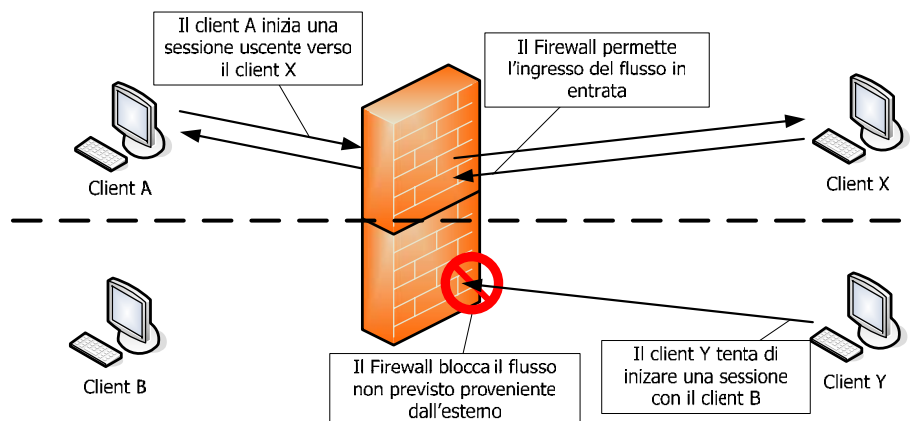 Il client A inizia una
sessione uscente verso
il client X
Il Firewall permette
l'ingresso del flusso in
entrata
Client A
Client X
Client B
Il Firewall blocca il flusso
non previsto proveniente
dall'esterno
Il client Y tenta di
inizare una sessione
con il client B
Client Y